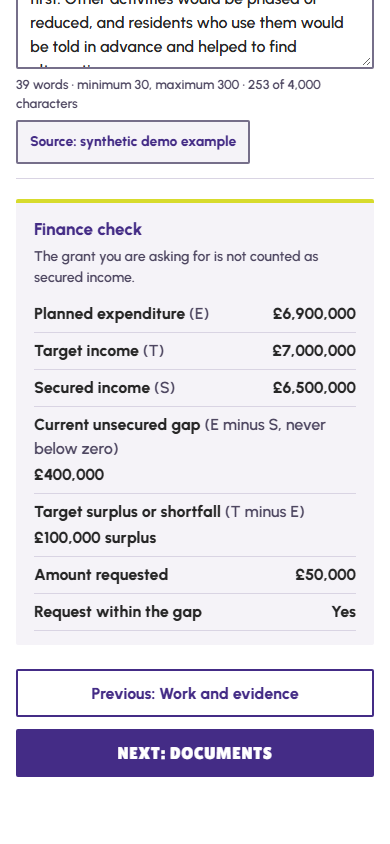 first. Other activities would be phased or
reduced, and residents who use them would
be told in advance and helped to find
39 words · minimum 30, maximum 300 · 253 of 4,000
characters
Source: synthetic demo example
Finance check
The grant you are asking for is not counted as
secured income.
Planned expenditure (E) £6,900,000
Target income (T) £7,000,000
Secured income (S) £6,500,000
Current unsecured gap (E minus S, never
below zero)
£400,000
Target surplus or shortfall (T minus E)
£100,000 surplus
Amount requested £50,000
Request within the gap Yes
Previous: Work and evidence
NEXT: DOCUMENTS